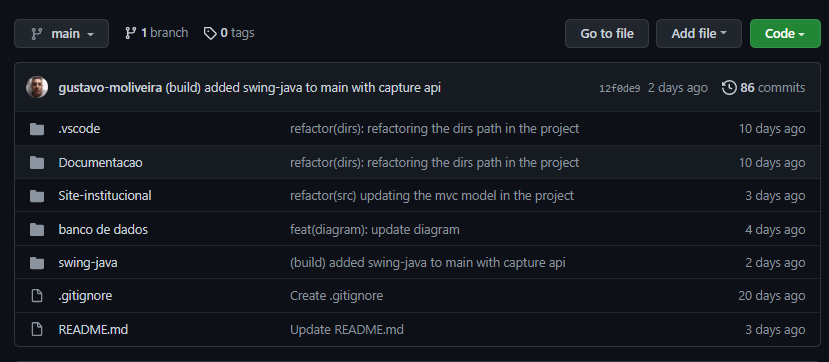 main 1 branch 0 tags Go to file Add file Code
gustavo-moliveira (build) added swing-java to main with capture api 12f0de9 2 days ago 86 commits
.vscode refactor(dirs): refactoring the dirs path in the project 10 days ago
Documentacao refactor(dirs): refactoring the dirs path in the project 10 days ago
Site-institucional refactor(src) updating the mvc model in the project 3 days ago
banco de dados feat(diagram): update diagram 4 days ago
swing-java (build) added swing-java to main with capture api 2 days ago
.gitignore Create .gitignore 20 days ago
README.md Update README.md 3 days ago